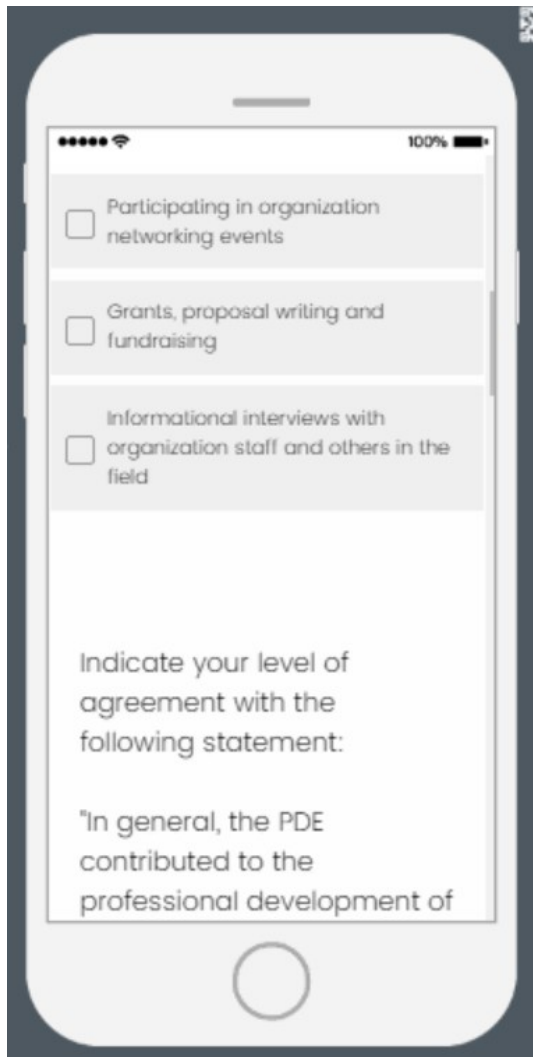 100%
Participating in organization
networking events
Grants, proposal writing and
fundraising
Informational interviews with
organization staff and others in the
field
Indicate your level of
agreement with the
following statement:
"In general, the PDE
contributed to the
professional development of